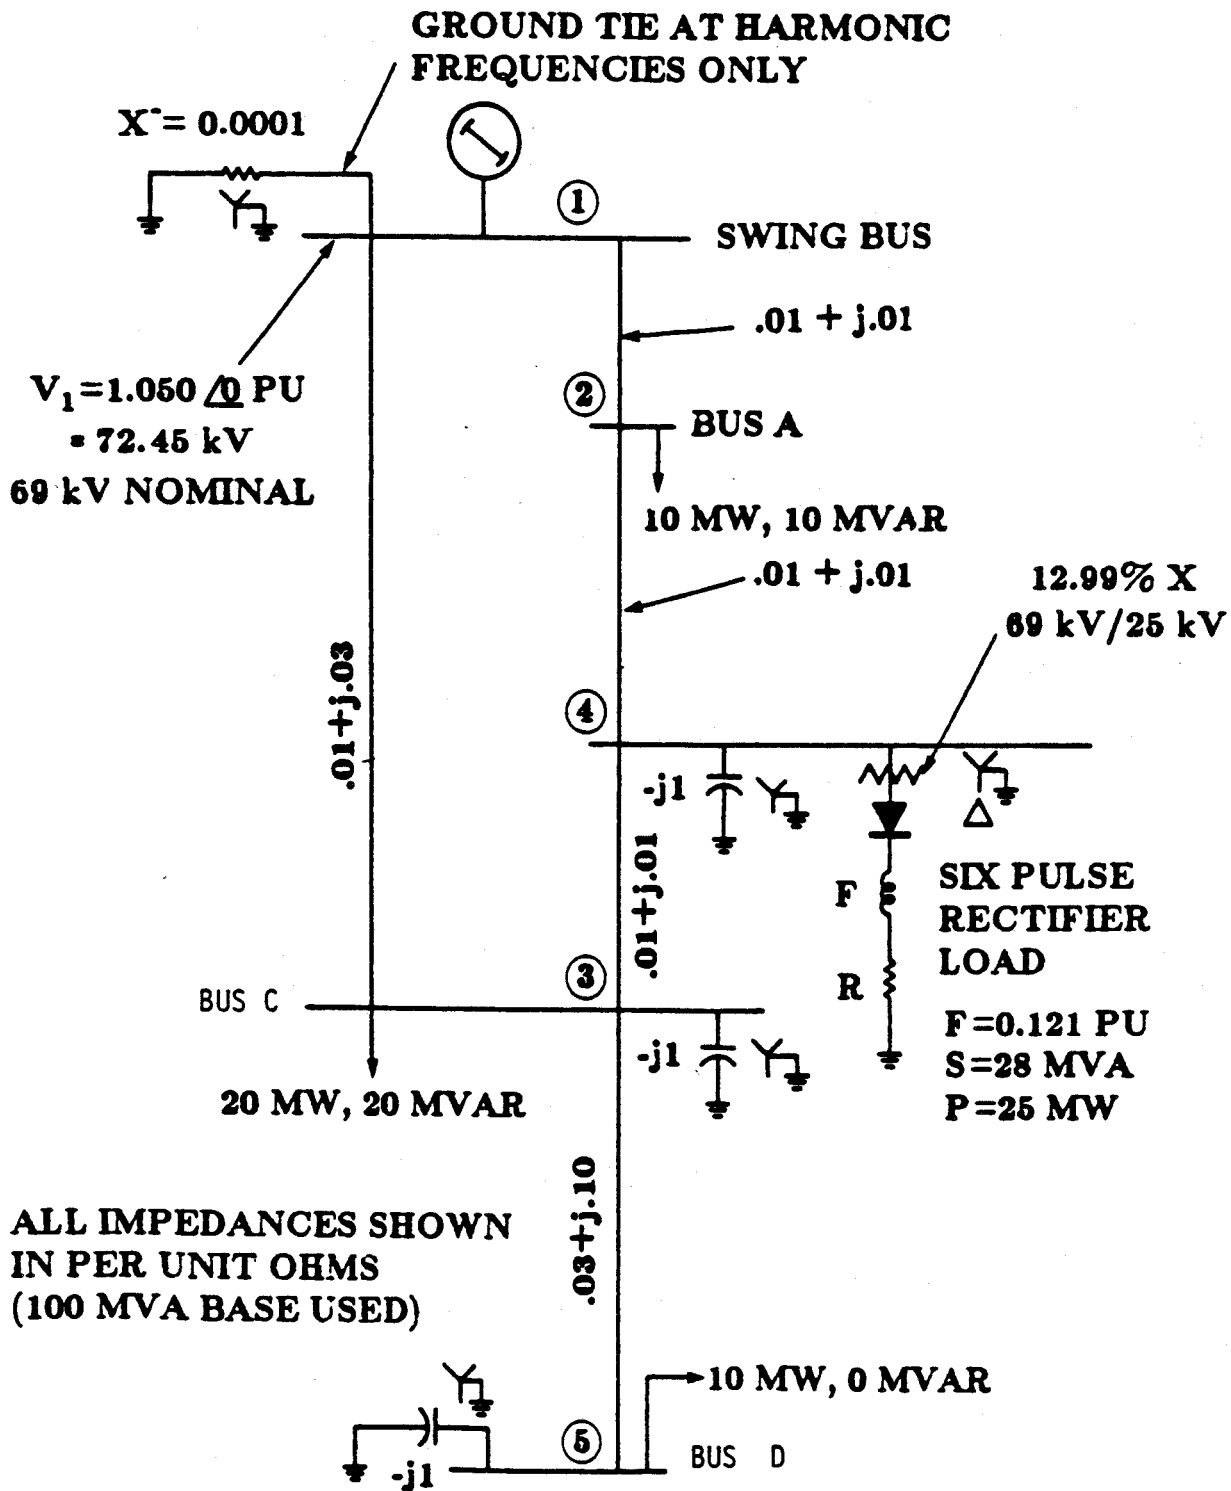 GROUND TIE AT HARMONIC
FREQUENCIES ONLY
X⁻= 0.0001
1
SWING BUS
.01 + j.01
V₁=1.050 ∠0 PU
= 72.45 kV
69 kV NOMINAL
2
BUS A
10 MW, 10 MVAR
.01 + j.01
12.99% X
69 kV/25 kV
.01+j.03
4
-j1
.01+j.01
F
R
SIX PULSE
RECTIFIER
LOAD
F=0.121 PU
S=28 MVA
P=25 MW
BUS C
3
-j1
20 MW, 20 MVAR
.03+j.10
ALL IMPEDANCES SHOWN
IN PER UNIT OHMS
(100 MVA BASE USED)
10 MW, 0 MVAR
5
BUS D
-j1